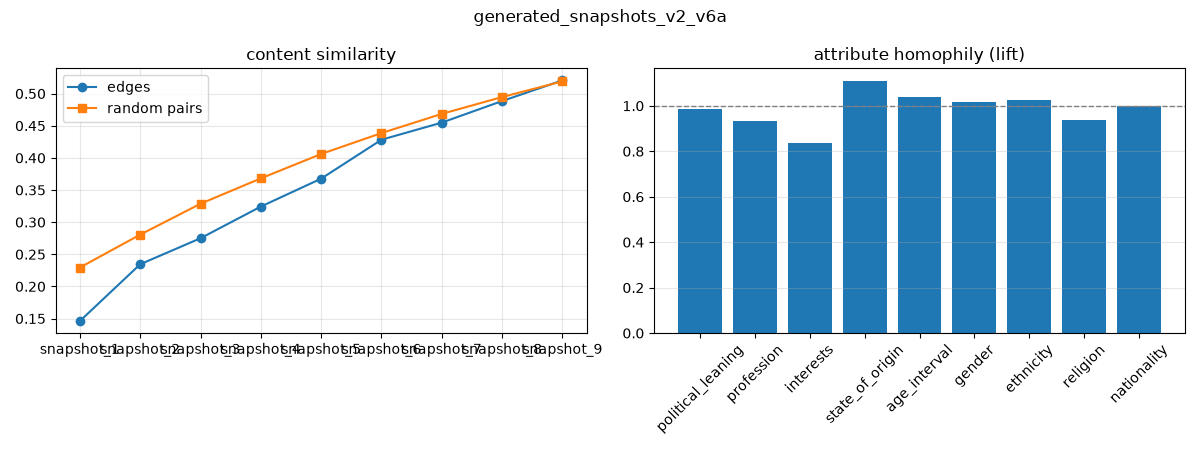 generated_snapshots_v2_v6a
content similarity
edges
random pairs
0.50
0.45
0.40
0.35
0.30
0.25
0.20
0.15
snapshot_1 snapshot_2 snapshot_3 snapshot_4 snapshot_5 snapshot_6 snapshot_7 snapshot_8 snapshot_9
attribute homophily (lift)
1.0
0.8
0.6
0.4
0.2
0.0
political_leaning
profession
interests
state_of_origin
age_interval
gender
ethnicity
religion
nationality